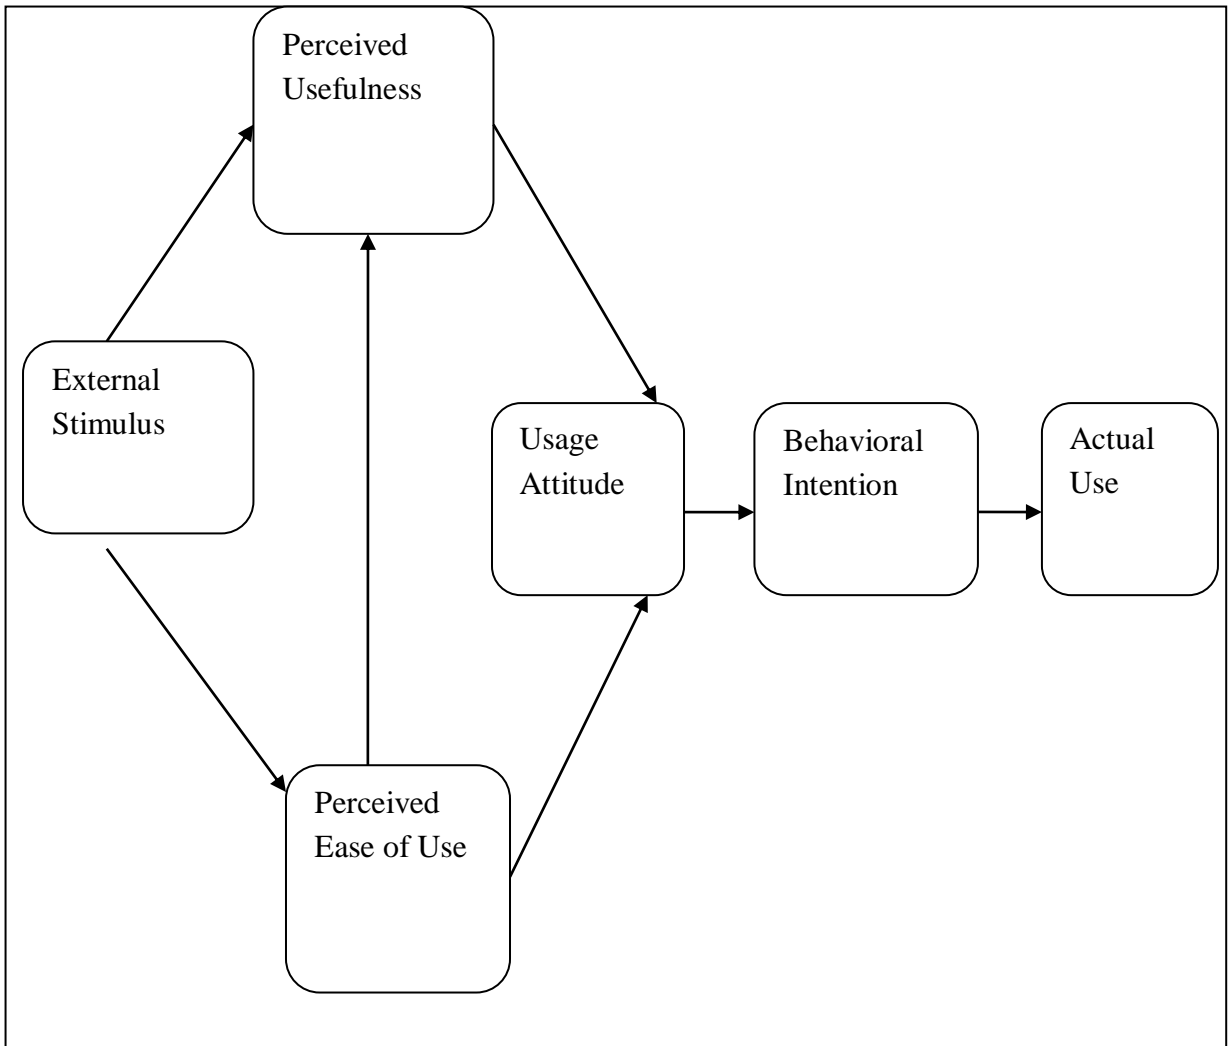 Perceived
Usefulness
External
Stimulus
Usage
Attitude
Behavioral
Intention
Actual
Use
Perceived
Ease of Use